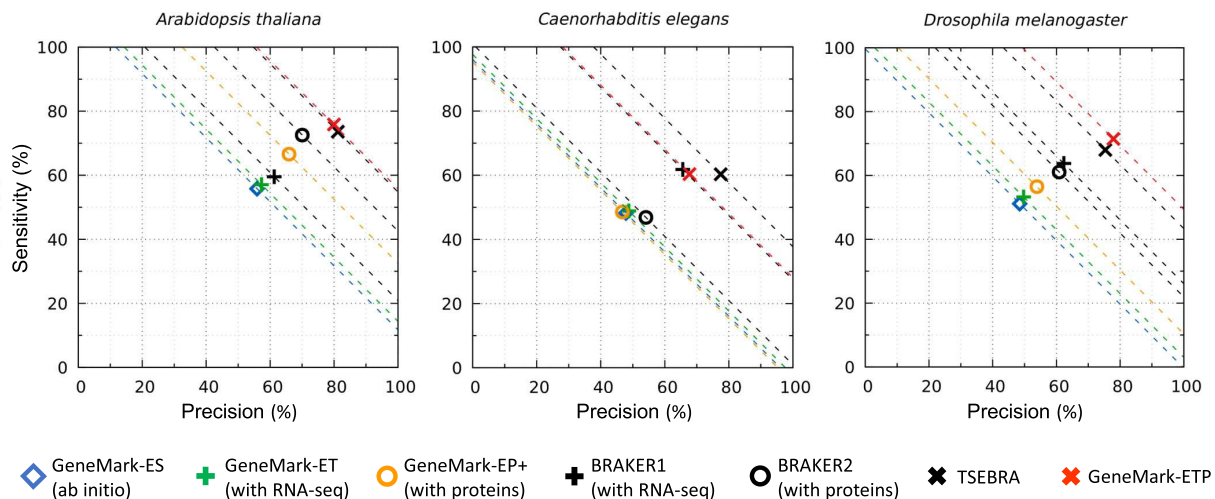 Arabidopsis thaliana
Caenorhabditis elegans
Drosophila melanogaster
Sensitivity (%)
100
80
60
40
20
0
0 20 40 60 80 100
Precision (%)
100
80
60
40
20
0
0 20 40 60 80 100
Precision (%)
100
80
60
40
20
0
0 20 40 60 80 100
Precision (%)
GeneMark-ES
(ab initio)
GeneMark-ET
(with RNA-seq)
GeneMark-EP+
(with proteins)
BRAKER1
(with RNA-seq)
BRAKER2
(with proteins)
TSEBRA
GeneMark-ETP